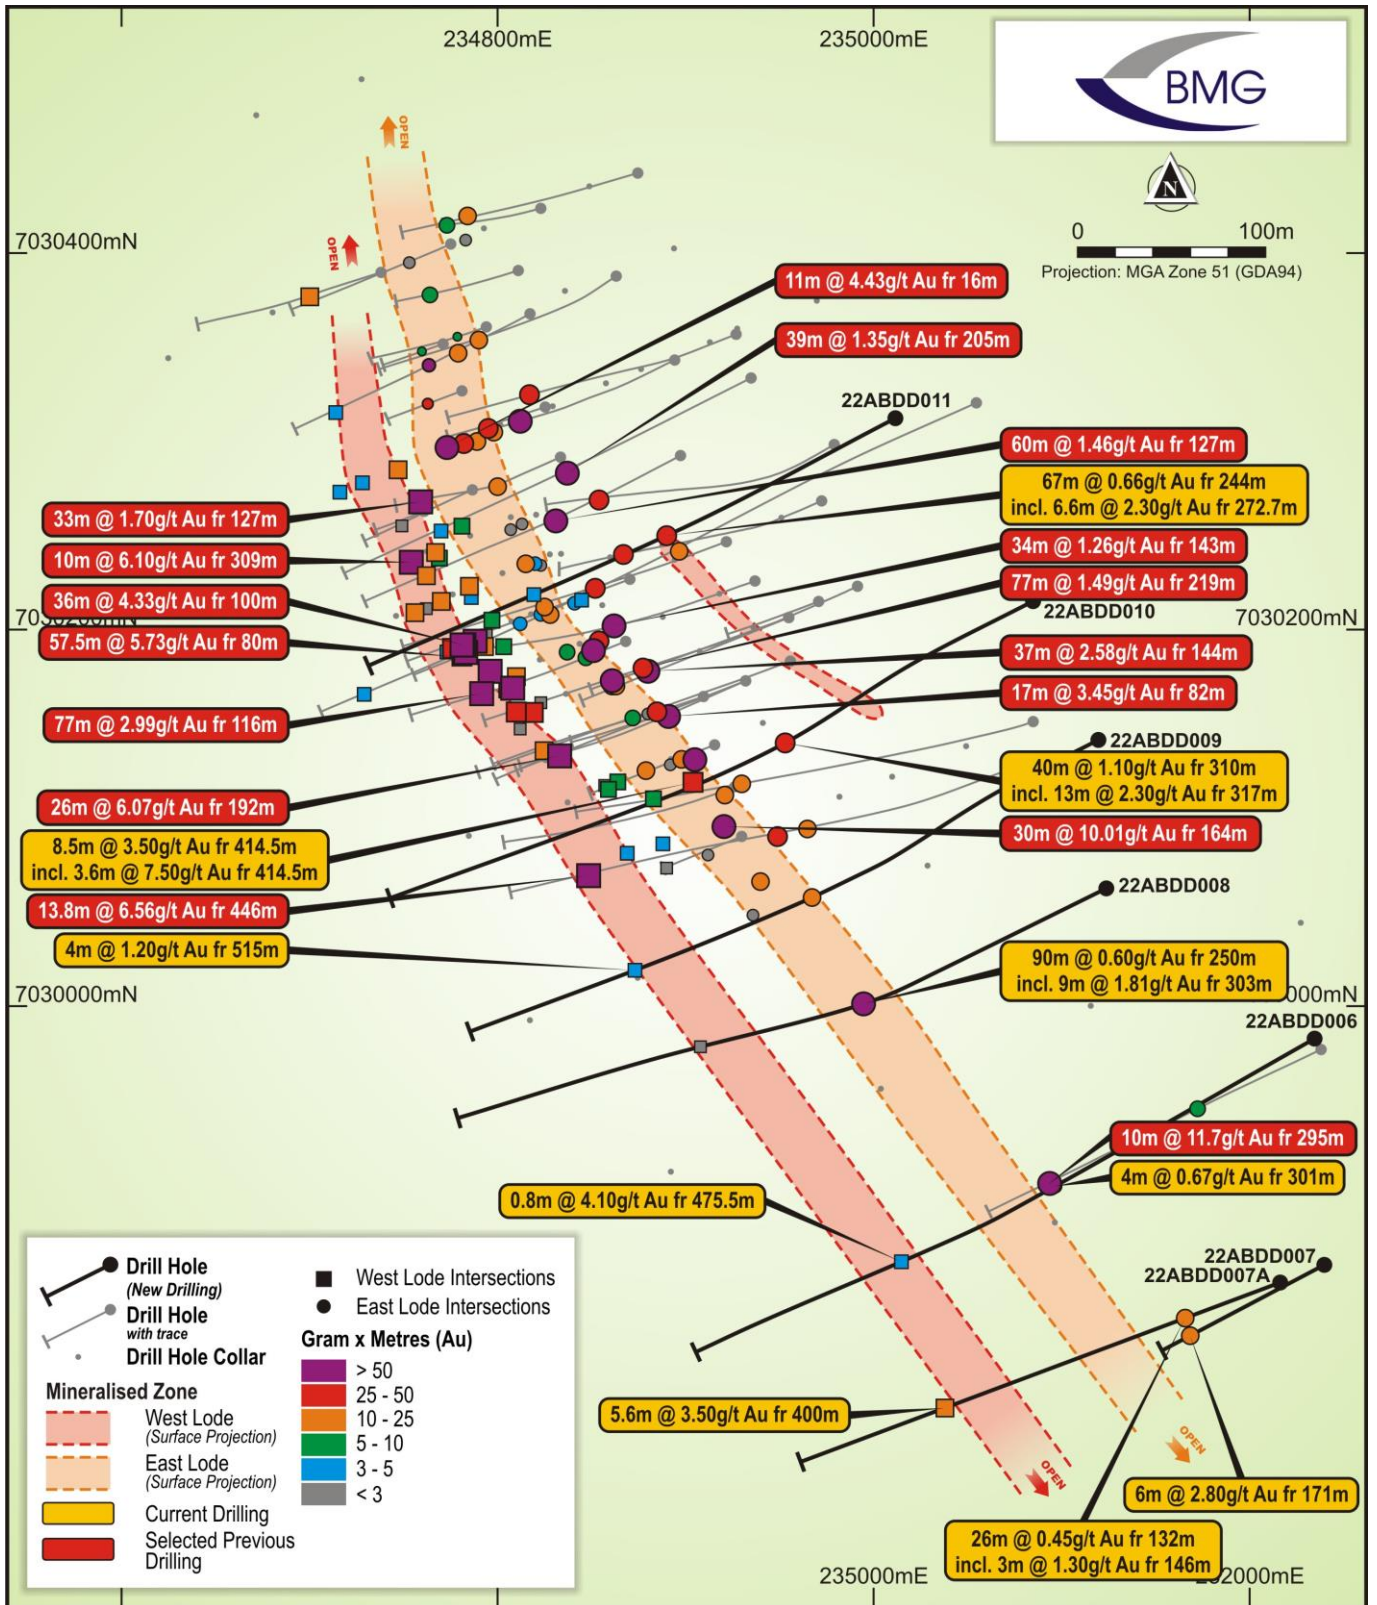 234800mE
235000mE
BMG
N
0
100m
Projection: MGA Zone 51 (GDA94)
OPEN
OPEN
7030400mN
11m @ 4.43g/t Au fr 16m
39m @ 1.35g/t Au fr 205m
22ABDD011
60m @ 1.46g/t Au fr 127m
67m @ 0.66g/t Au fr 244m
incl. 6.6m @ 2.30g/t Au fr 272.7m
33m @ 1.70g/t Au fr 127m
34m @ 1.26g/t Au fr 143m
10m @ 6.10g/t Au fr 309m
77m @ 1.49g/t Au fr 219m
36m @ 4.33g/t Au fr 100m
22ABDD010
7030200mN
7030200mN
57.5m @ 5.73g/t Au fr 80m
37m @ 2.58g/t Au fr 144m
17m @ 3.45g/t Au fr 82m
77m @ 2.99g/t Au fr 116m
22ABDD009
40m @ 1.10g/t Au fr 310m
incl. 13m @ 2.30g/t Au fr 317m
26m @ 6.07g/t Au fr 192m
30m @ 10.01g/t Au fr 164m
8.5m @ 3.50g/t Au fr 414.5m
incl. 3.6m @ 7.50g/t Au fr 414.5m
22ABDD008
13.8m @ 6.56g/t Au fr 446m
4m @ 1.20g/t Au fr 515m
90m @ 0.60g/t Au fr 250m
incl. 9m @ 1.81g/t Au fr 303m
7030000mN
000mN
22ABDD006
10m @ 11.7g/t Au fr 295m
4m @ 0.67g/t Au fr 301m
0.8m @ 4.10g/t Au fr 475.5m
22ABDD007
22ABDD007A
5.6m @ 3.50g/t Au fr 400m
OPEN
OPEN
6m @ 2.80g/t Au fr 171m
26m @ 0.45g/t Au fr 132m
incl. 3m @ 1.30g/t Au fr 146m
235000mE
232000mE
Drill Hole
(New Drilling)
Drill Hole
with trace
Drill Hole Collar
Mineralised Zone
West Lode
(Surface Projection)
East Lode
(Surface Projection)
Current Drilling
Selected Previous
Drilling
West Lode Intersections
East Lode Intersections
Gram x Metres (Au)
> 50
25 - 50
10 - 25
5 - 10
3 - 5
< 3